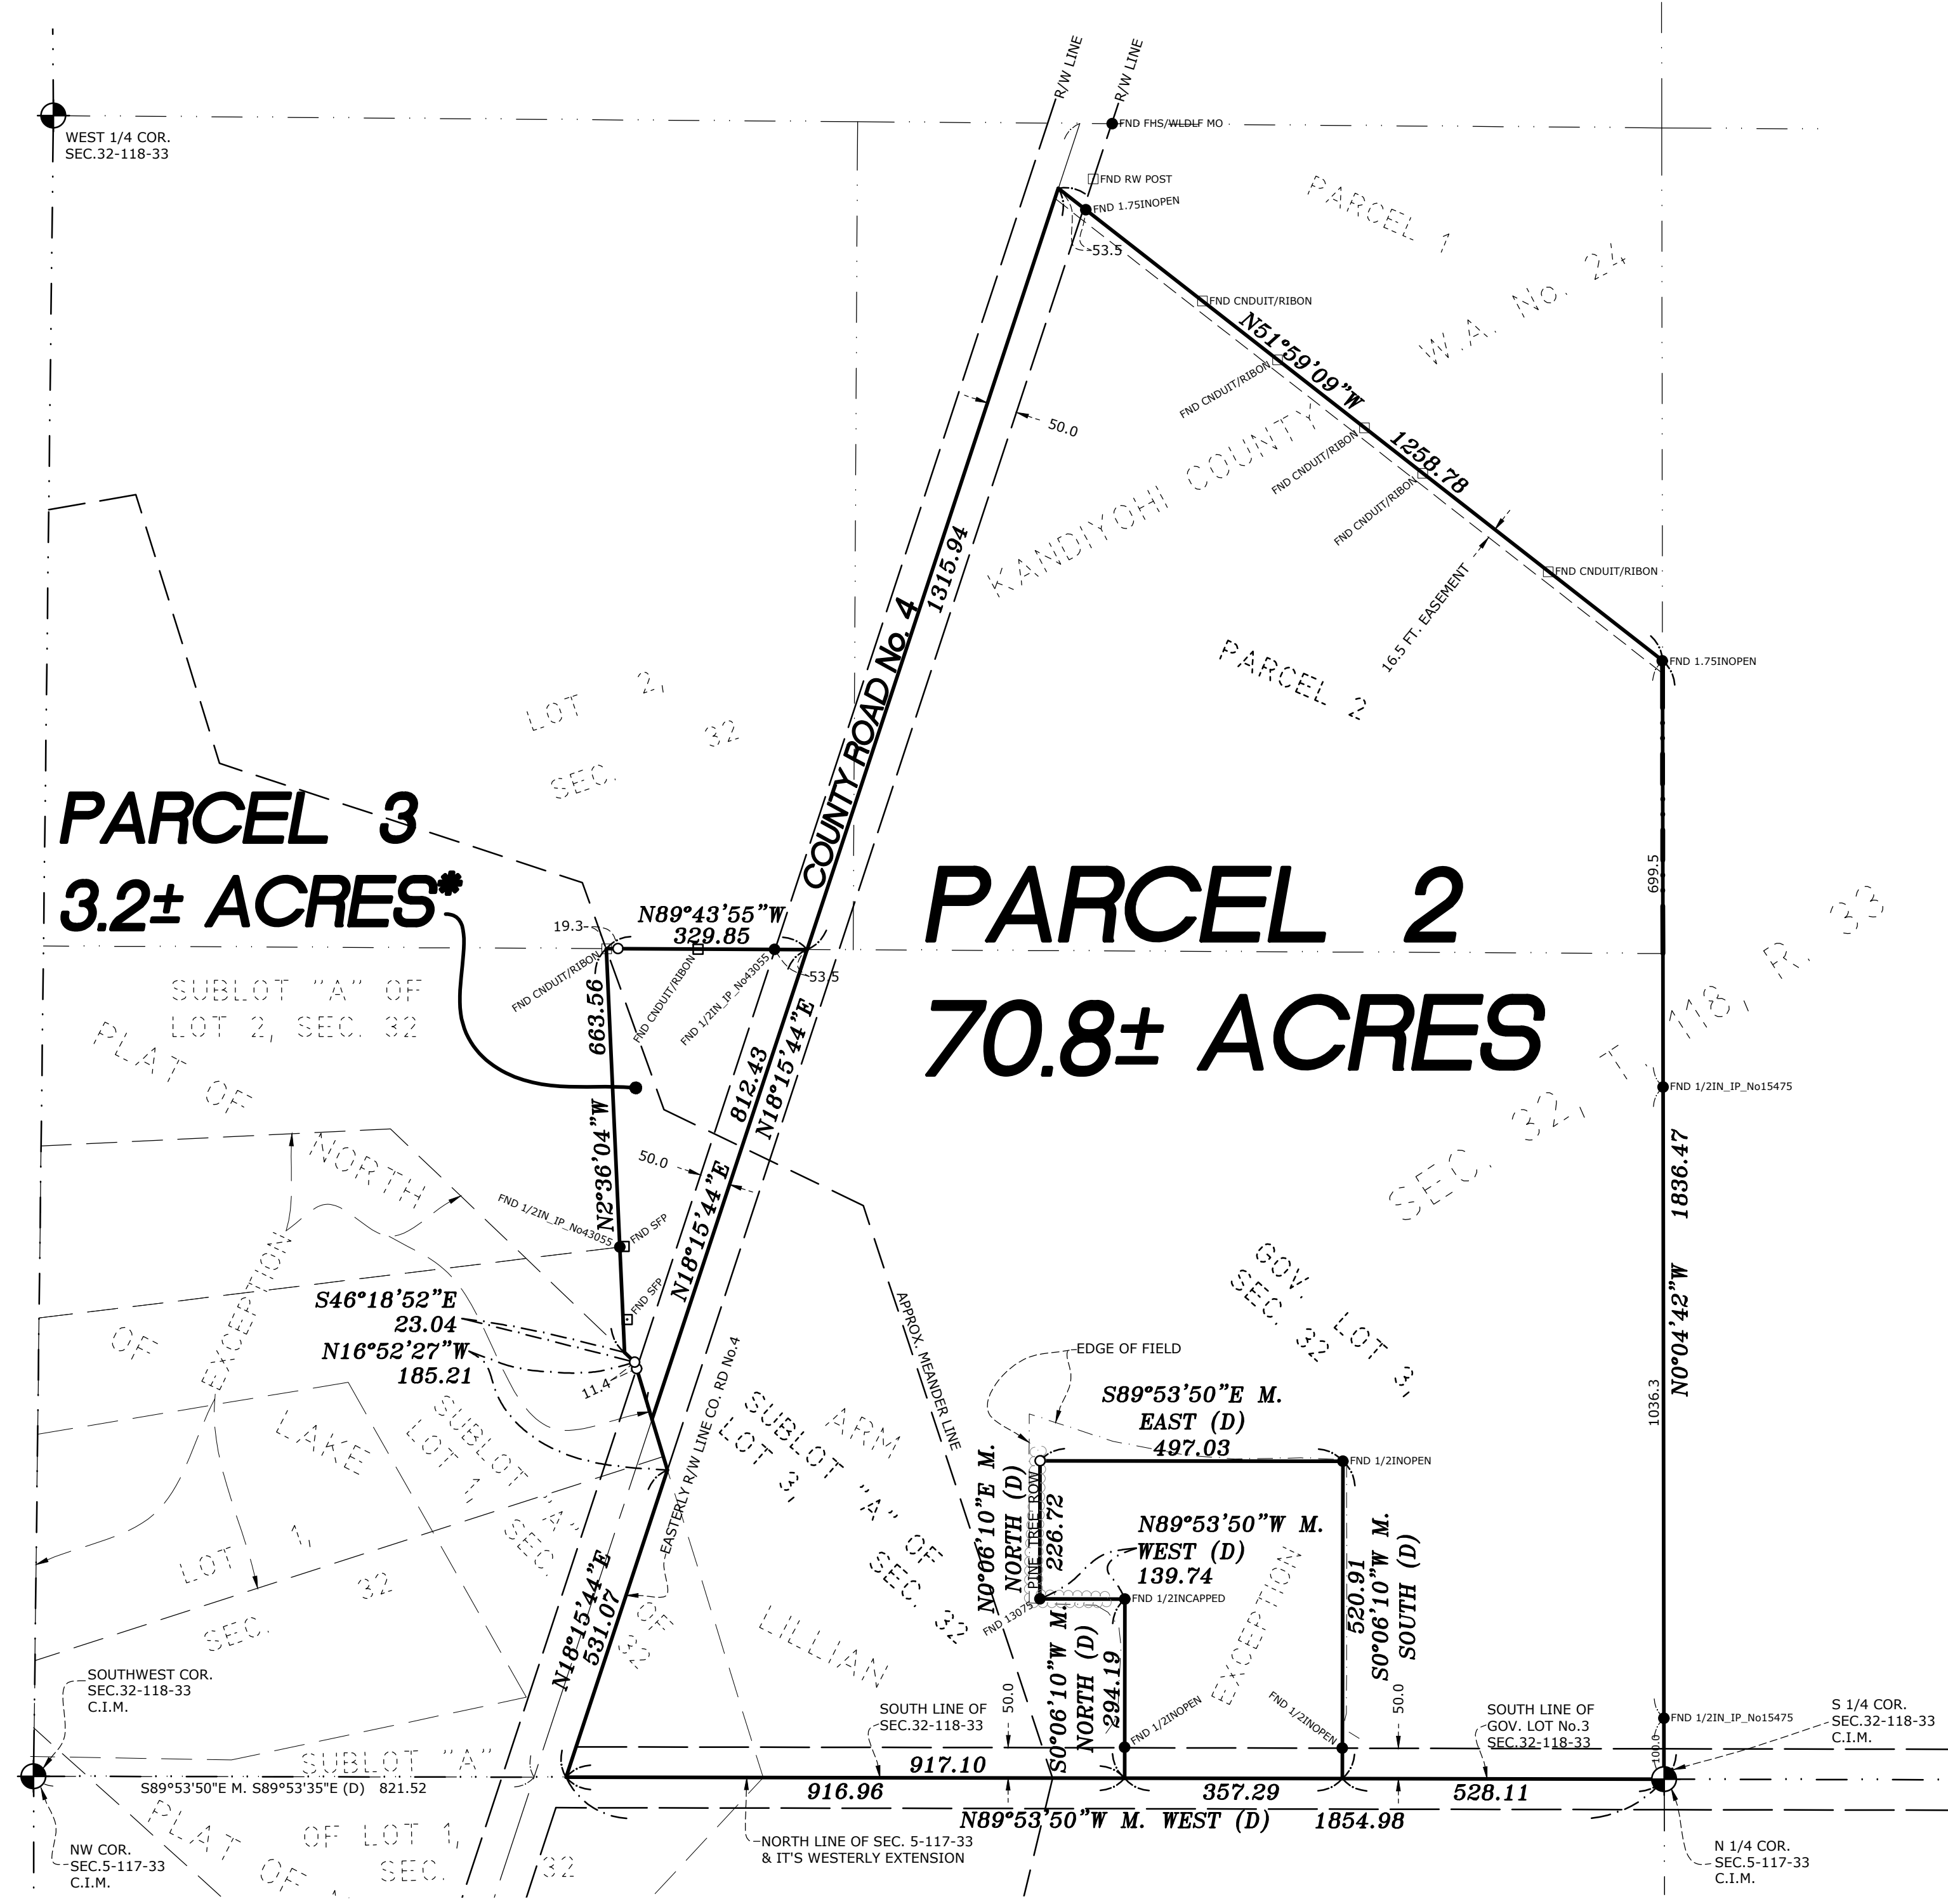 R/W LINE
R/W LINE
WEST 1/4 COR.
SEC.32-118-33
FND FHS/WLDLF MO
FND RW POST
FND 1.75INOPEN
53.5
PARCEL 1
W.A. No. 24
FND CNDUIT/RIBON
N51°59'09"W
FND CNDUIT/RIBON
50.0
KANDIYOHI COUNTY
1258.78
FND CNDUIT/RIBON
FND CNDUIT/RIBON
1315.94
FND CNDUIT/RIBON
16.5 FT. EASEMENT
PARCEL 2
FND 1.75INOPEN
COUNTY ROAD No. 4
LOT 2,
SEC. 32
PARCEL 3
3.2± ACRES*
PARCEL 2
70.8± ACRES
699.5
SEC. 32, T. 118, R. 33
19.3
N89°43'55"W
329.85
53.5
FND CNDUIT/RIBON
FND CNDUIT/RIBON
FND 1/2IN_IP_No43055
SUBLOT "A" OF
LOT 2, SEC. 32
663.56
N2°36'04"W
812.43
N18°15'44"E
N18°15'44"E
50.0
FND 1/2IN_IP_No15475
1836.47
N0°04'42"W
1036.3
PLAT OF NORTH
FND 1/2IN_IP_No43055
FND SFP
FND SFP
EXCEPTION
S46°18'52"E
23.04
N16°52'27"W
185.21
11.4
OF LAKE
SUBLOT "A" OF
LOT 1, SEC. 32
LOT 1,
SEC. 32
EASTERLY R/W LINE CO. RD No.4
APPROX. MEANDER LINE
GOV. LOT 3,
SEC. 32
SUBLOT "A" OF
LOT 3, SEC. 32
ARM
LILLIAN
EDGE OF FIELD
S89°53'50"E M.
EAST (D)
497.03
FND 1/2INOPEN
N0°06'10"E M.
NORTH (D)
PINE TREE ROW
226.72
N89°53'50"W M.
WEST (D)
139.74
FND 1/2INCAPPED
FND 13075
EXCEPTION
520.91
S0°06'10"W M.
SOUTH (D)
S0°06'10"W M.
NORTH (D)
294.19
FND 1/2INOPEN
FND 1/2INOPEN
N18°15'44"E
531.07
SOUTHWEST COR.
SEC.32-118-33
C.I.M.
SOUTH LINE OF
SEC.32-118-33
50.0
50.0
SOUTH LINE OF
GOV. LOT No.3
SEC.32-118-33
FND 1/2IN_IP_No15475
100.0
S 1/4 COR.
SEC.32-118-33
C.I.M.
SUBLOT "A"
S89°53'50"E M. S89°53'35"E (D) 821.52
917.10
916.96
357.29
528.11
N89°53'50"W M. WEST (D) 1854.98
PLAT OF
OF LOT 1,
SEC. 32
NORTH LINE OF SEC. 5-117-33
& IT'S WESTERLY EXTENSION
NW COR.
SEC.5-117-33
C.I.M.
N 1/4 COR.
SEC.5-117-33
C.I.M.